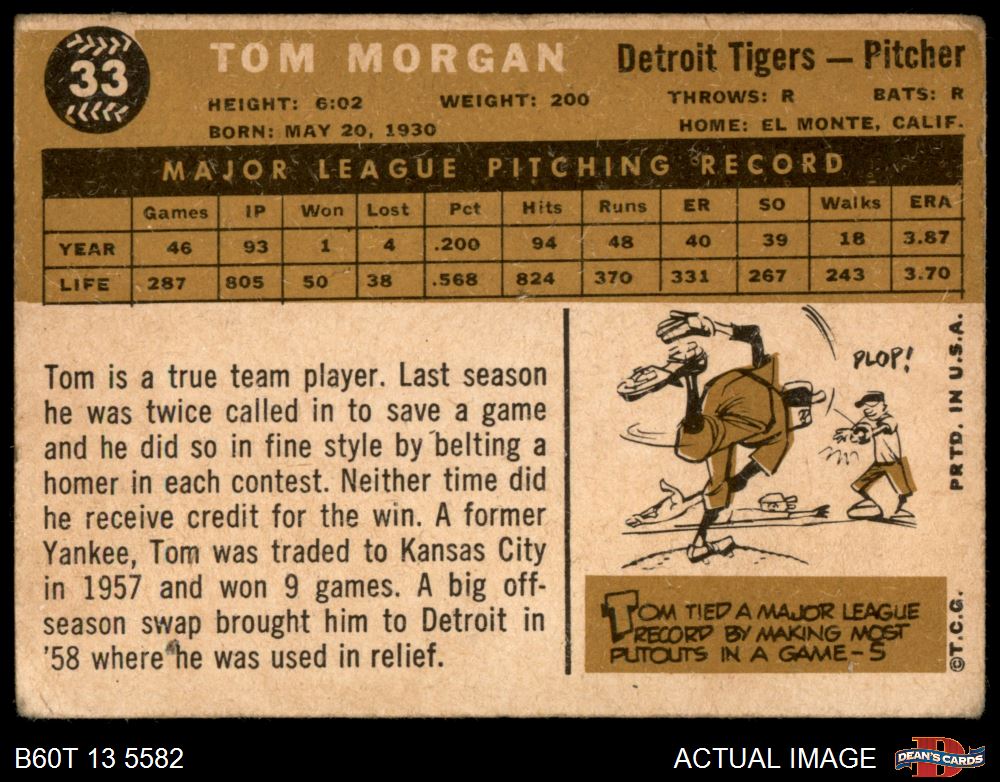 33
TOM MORGAN
Detroit Tigers — Pitcher
HEIGHT: 6:02 WEIGHT: 200 THROWS: R BATS: R
BORN: MAY 20, 1930 HOME: EL MONTE, CALIF.
MAJOR LEAGUE PITCHING RECORD
Games IP Won Lost Pct Hits Runs ER SO Walks ERA
YEAR 46 93 1 4 .200 94 48 40 39 18 3.87
LIFE 287 805 50 38 .568 824 370 331 267 243 3.70
Tom is a true team player. Last season
he was twice called in to save a game
and he did so in fine style by belting a
homer in each contest. Neither time did
he receive credit for the win. A former
Yankee, Tom was traded to Kansas City
in 1957 and won 9 games. A big off-
season swap brought him to Detroit in
'58 where he was used in relief.
PLOP!
TOM TIED A MAJOR LEAGUE
RECORD BY MAKING MOST
PUTOUTS IN A GAME–5
PRTD. IN U.S.A.
©T.C.G.
B60T 13 5582
ACTUAL IMAGE
D
DEAN'S CARDS